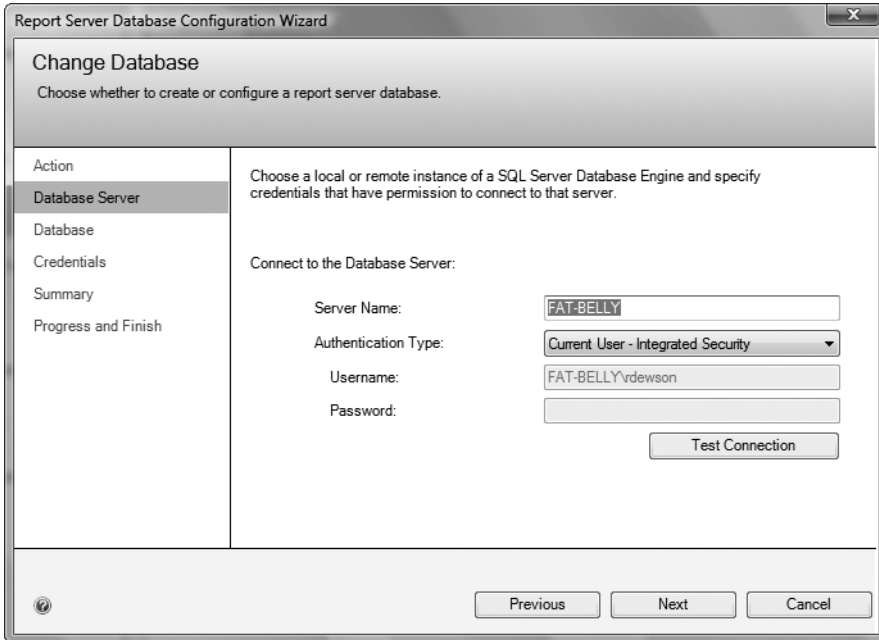 Report Server Database Configuration Wizard
Change Database
Choose whether to create or configure a report server database.
Action
Database Server
Database
Credentials
Summary
Progress and Finish
Choose a local or remote instance of a SQL Server Database Engine and specify
credentials that have permission to connect to that server.
Connect to the Database Server:
Server Name: FAT-BELLY
Authentication Type: Current User - Integrated Security
Username: FAT-BELLY\rdewson
Password:
Test Connection
Previous Next Cancel